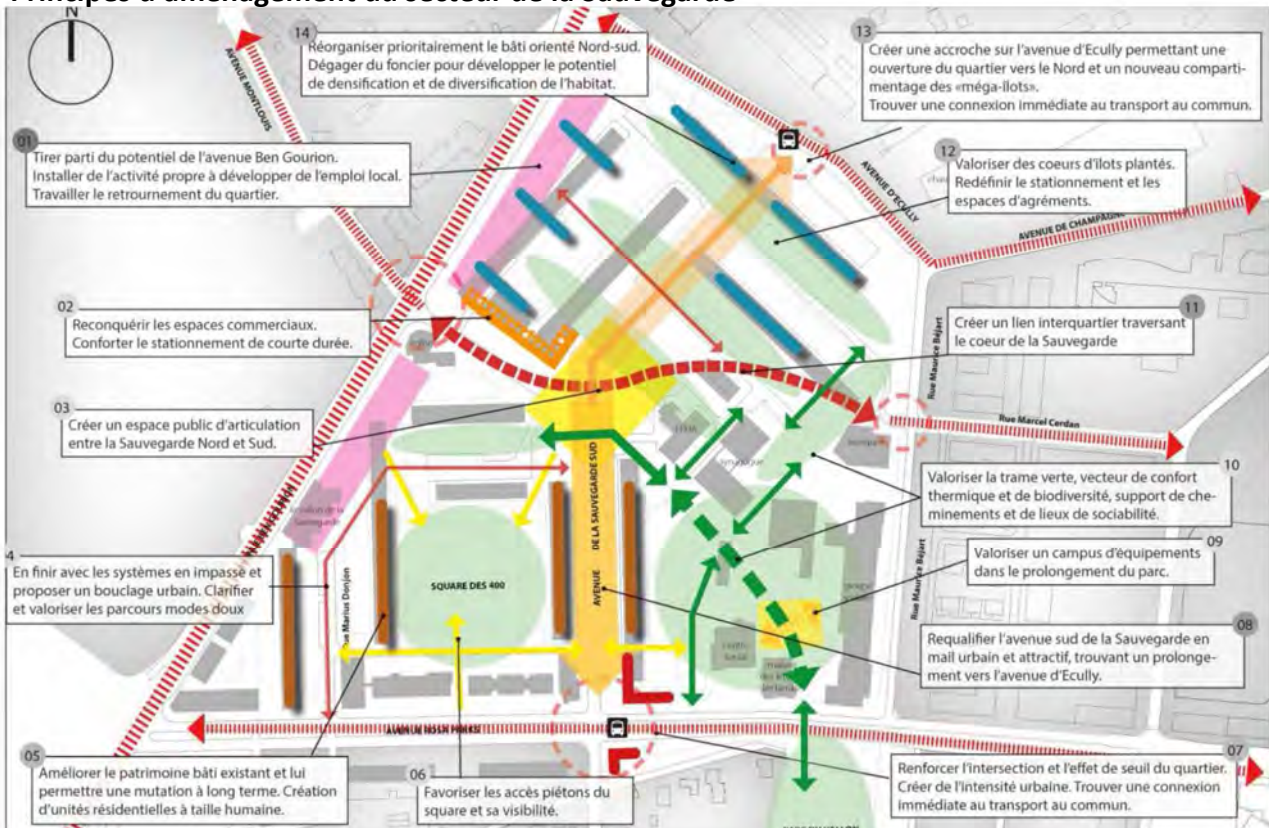 Principes d'aménagement du secteur de la Sauvegarde
N
14
Réorganiser prioritairement le bâti orienté Nord-sud.
Dégager du foncier pour développer le potentiel
de densification et de diversification de l'habitat.
13
Créer une accroche sur l'avenue d'Ecully permettant une
ouverture du quartier vers le Nord et un nouveau comparti-
mentage des «méga-îlots».
Trouver une connexion immédiate au transport au commun.
AVENUE MONTLOUIS
01
Tirer parti du potentiel de l'avenue Ben Gourion.
Installer de l'activité propre à développer de l'emploi local.
Travailler le retournement du quartier.
12
Valoriser des coeurs d'îlots plantés.
Redéfinir le stationnement et les
espaces d'agréments.
AVENUE D'ECULLY
AVENUE DE CHAMPAGNE
02
Reconquérir les espaces commerciaux.
Conforter le stationnement de courte durée.
11
Créer un lien interquartier traversant
le coeur de la Sauvegarde
Rue Maurice Béjart
03
Créer un espace public d'articulation
entre la Sauvegarde Nord et Sud.
Rue Marcel Cerdan
synagogue
10
Valoriser la trame verte, vecteur de confort
thermique et de biodiversité, support de che-
minements et de lieux de sociabilité.
AVENUE DE LA SAUVEGARDE SUD
Sauvegarde
4
En finir avec les systèmes en impasse et
proposer un bouclage urbain. Clarifier
et valoriser les parcours modes doux
Rue Marius Donjon
SQUARE DES 400
09
Valoriser un campus d'équipements
dans le prolongement du parc.
Rue Maurice Béjart
08
Requalifier l'avenue sud de la Sauvegarde en
mail urbain et attractif, trouvant un prolonge-
ment vers l'avenue d'Ecully.
centre
social
maison
AVENUE ROSA PARKS
05
Améliorer le patrimoine bâti existant et lui
permettre une mutation à long terme. Création
d'unités résidentielles à taille humaine.
06
Favoriser les accès piétons du
square et sa visibilité.
07
Renforcer l'intersection et l'effet de seuil du quartier.
Créer de l'intensité urbaine. Trouver une connexion
immédiate au transport au commun.